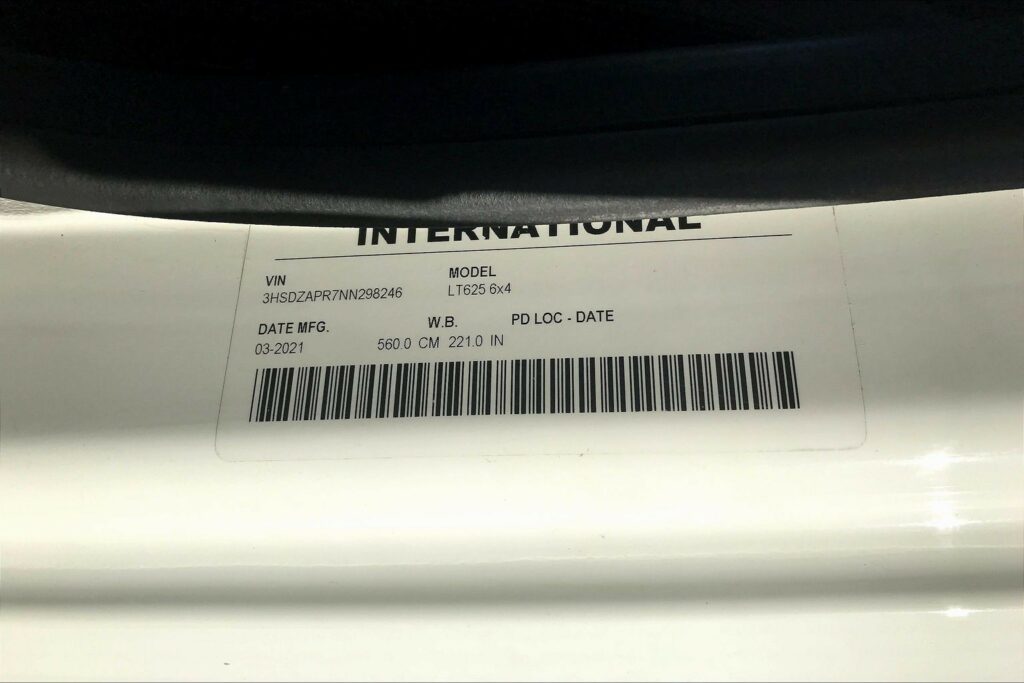 INTERNATIONAL
VIN MODEL
3HSDZAPR7NN298246 LT625 6x4
DATE MFG. W.B. PD LOC - DATE
03-2021 560.0 CM 221.0 IN